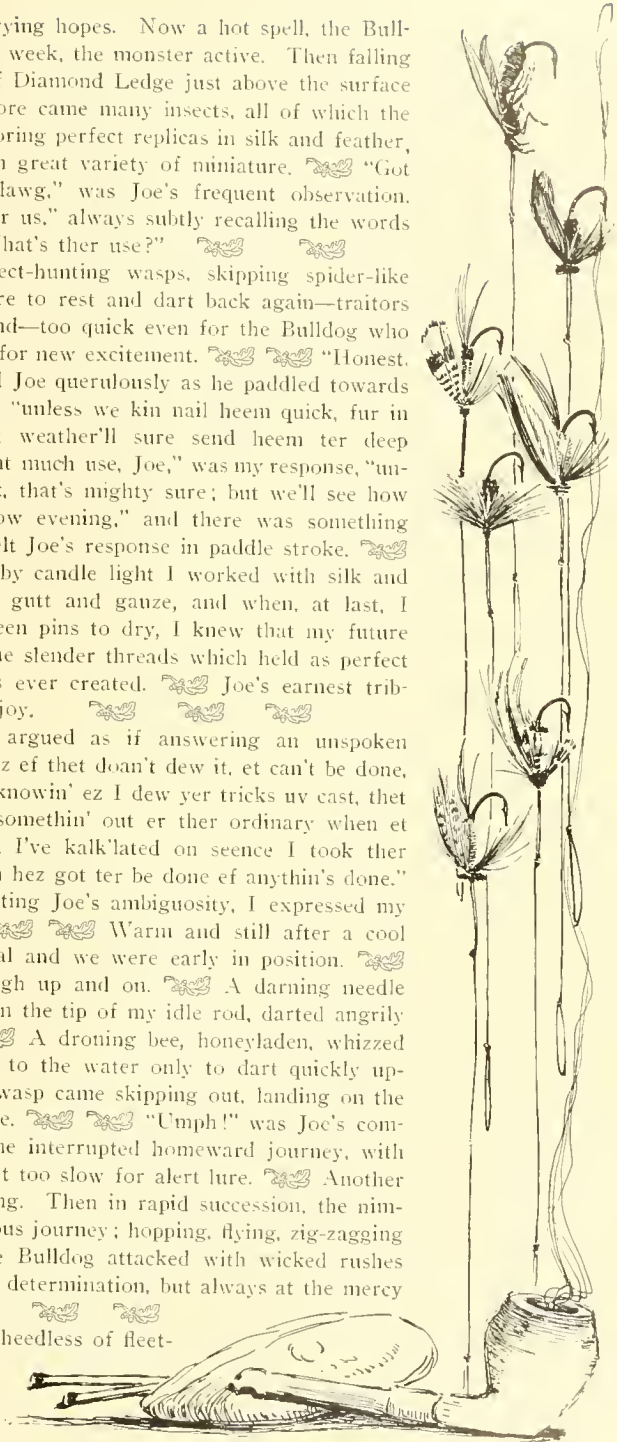 ying hopes. Now a hot spell, the Bull-
week, the monster active. Then falling
f Diamond Ledge just above the surface
ore came many insects, all of which the
oring perfect replicas in silk and feather,
n great variety of miniature. “Got
lawg,” was Joe's frequent observation.
r us,” always subtly recalling the words
hat's ther use?”
ect-hunting wasps, skipping spider-like
re to rest and dart back again—traitors
nd—too quick even for the Bulldog who
for new excitement. “Honest,
l Joe querulously as he paddled towards
“unless we kin nail heem quick, fur in
weather'll sure send heem ter deep
nt much use, Joe,” was my response, “un-
t, that's mighty sure; but we'll see how
ow evening,” and there was something
elt Joe's response in paddle stroke.
by candle light I worked with silk and
gutt and gauze, and when, at last, I
een pins to dry, I knew that my future
ne slender threads which held as perfect
s ever created. Joe's earnest trib-
joy.
argued as if answering an unspoken
z ef thet doan't dew it, et can't be done,
knowin' ez I dew yer tricks uv cast, thet
somethin' out er ther ordinary when et
I've kalk'lated on seence I took ther
n hez got ter be done ef anythin's done.”
ting Joe's ambiguosity, I expressed my
Warm and still after a cool
al and we were early in position.
gh up and on. A darning needle
n the tip of my idle rod, darted angrily
A droning bee, honeyladen, whizzed
to the water only to dart quickly up-
wasp came skipping out, landing on the
e. “Umph!” was Joe's com-
ne interrupted homeward journey, with
t too slow for alert lure. Another
ng. Then in rapid succession, the nim-
ous journey; hopping, flying, zig-zagging
e Bulldog attacked with wicked rushes
determination, but always at the mercy
heedless of fleet-